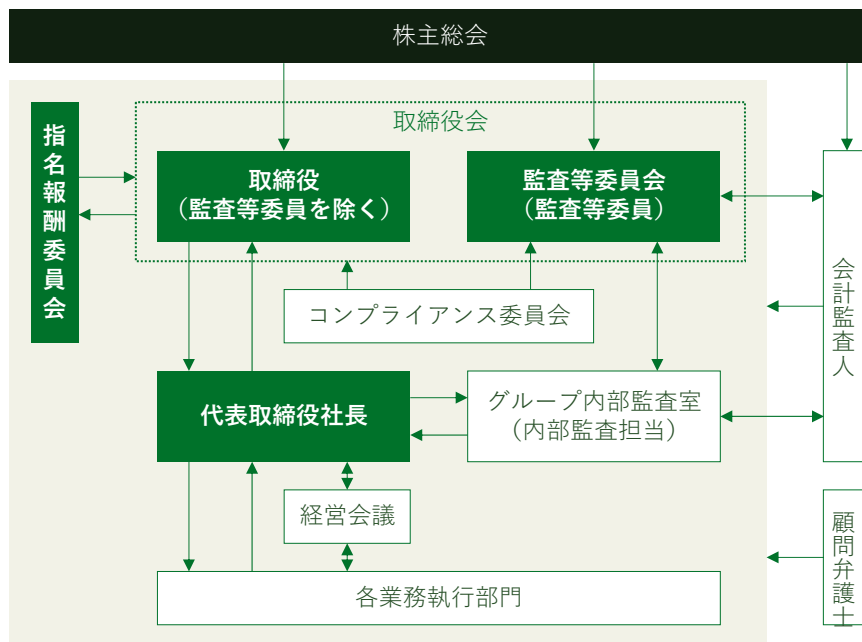 株主総会
取締役会
指名報酬委員会
取締役
（監査等委員を除く）
監査等委員会
（監査等委員）
会計監査人
コンプライアンス委員会
代表取締役社長
グループ内部監査室
（内部監査担当）
経営会議
顧問弁護士
各業務執行部門